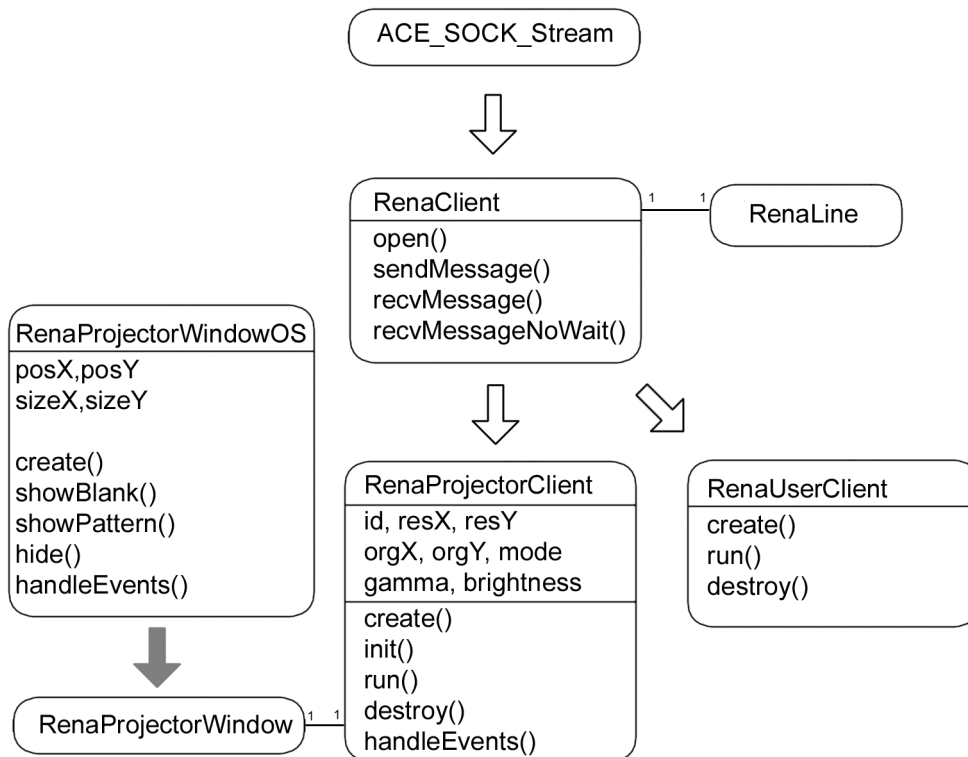 ACE_SOCK_Stream
RenaClient
open()
sendMessage()
recvMessage()
recvMessageNoWait()
1 1
RenaLine
RenaProjectorWindowOS
posX,posY
sizeX,sizeY
create()
showBlank()
showPattern()
hide()
handleEvents()
RenaProjectorClient
id, resX, resY
orgX, orgY, mode
gamma, brightness
create()
init()
run()
destroy()
handleEvents()
RenaUserClient
create()
run()
destroy()
RenaProjectorWindow
1 1